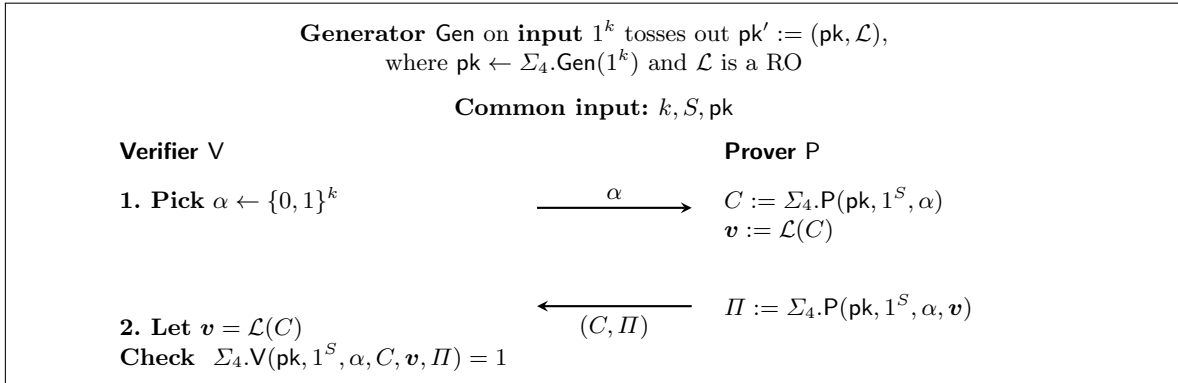 Generator Gen on input 1^k tosses out pk′ := (pk, ℒ),
where pk ← Σ₄.Gen(1^k) and ℒ is a RO
Common input: k, S, pk
Verifier V Prover P
1. Pick α ← {0, 1}^k α C := Σ₄.P(pk, 1^S, α)
v := ℒ(C)
Π := Σ₄.P(pk, 1^S, α, v)
2. Let v = ℒ(C) (C, Π)
Check Σ₄.V(pk, 1^S, α, C, v, Π) = 1